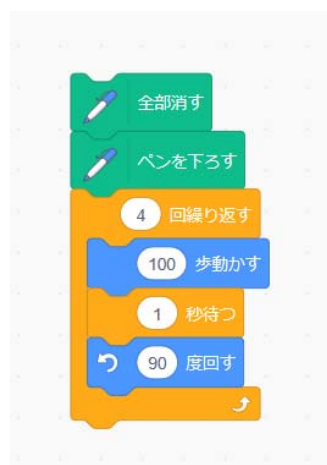 全部消す
ペンを下ろす
4 回繰り返す
100 歩動かす
1 秒待つ
90 度回す